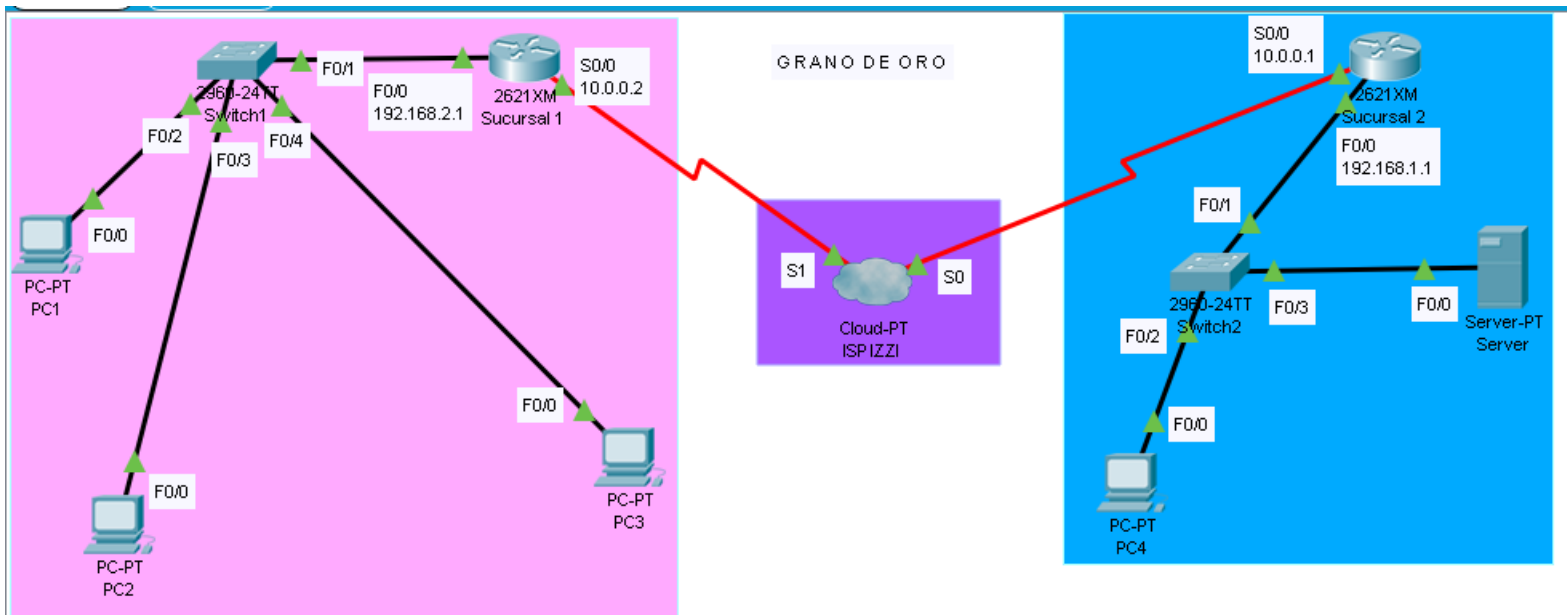 GRANO DE ORO
F0/1
F0/0
192.168.2.1
S0/0
10.0.0.2
2621XM
Sucursal 1
2960-24TT
Switch1
F0/2
F0/3
F0/4
F0/0
PC-PT
PC1
F0/0
PC-PT
PC2
F0/0
PC-PT
PC3
S1
S0
Cloud-PT
ISP IZZI
S0/0
10.0.0.1
2621XM
Sucursal 2
F0/0
192.168.1.1
F0/1
2960-24TT
Switch2
F0/3
F0/0
Server-PT
Server
F0/2
F0/0
PC-PT
PC4